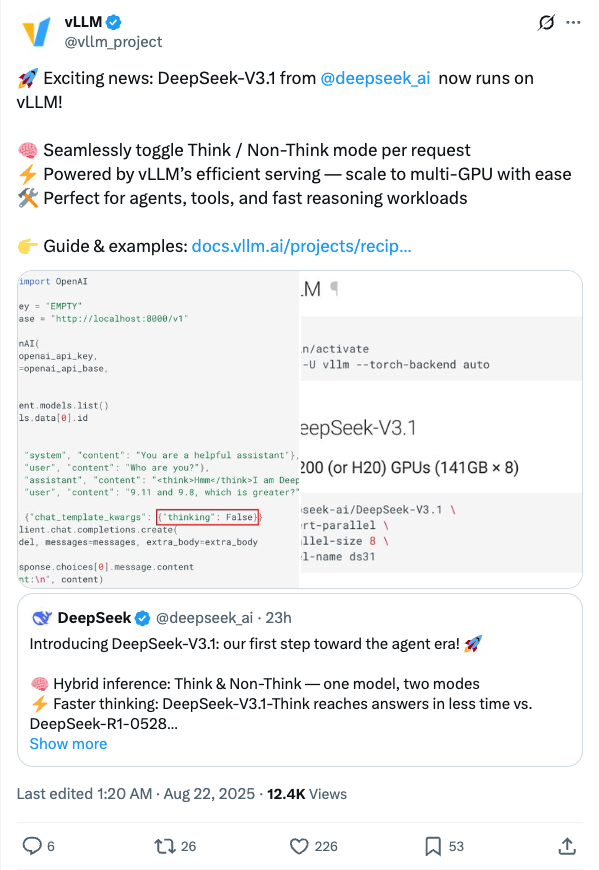 vLLM
@vllm_project
🚀 Exciting news: DeepSeek-V3.1 from @deepseek_ai now runs on
vLLM!
🧠 Seamlessly toggle Think / Non-Think mode per request
⚡ Powered by vLLM’s efficient serving — scale to multi-GPU with ease
🛠️ Perfect for agents, tools, and fast reasoning workloads
👉 Guide & examples: docs.vllm.ai/projects/recip...
import OpenAI
ey = "EMPTY"
ase = "http://localhost:8000/v1"
nAI(
openai_api_key,
=openai_api_base,
ent.models.list()
ls.data[0].id
"system", "content": "You are a helpful assistant"},
"user", "content": "Who are you?"},
"assistant", "content": "<think>Hmm</think>I am Deep
"user", "content": "9.11 and 9.8, which is greater?"
{"chat_template_kwargs": {"thinking": False}}
lient.chat.completions.create(
del, messages=messages, extra_body=extra_body
sponse.choices[0].message.content
nt:\n", content)
.M ¶
n/activate
-U vllm --torch-backend auto
eepSeek-V3.1
200 (or H20) GPUs (141GB × 8)
seek-ai/DeepSeek-V3.1 \
rt-parallel \
llel-size 8 \
l-name ds31
DeepSeek @deepseek_ai · 23h
Introducing DeepSeek-V3.1: our first step toward the agent era! 🚀
🧠 Hybrid inference: Think & Non-Think — one model, two modes
⚡ Faster thinking: DeepSeek-V3.1-Think reaches answers in less time vs.
DeepSeek-R1-0528...
Show more
Last edited 1:20 AM · Aug 22, 2025 · 12.4K Views
6 26 226 53